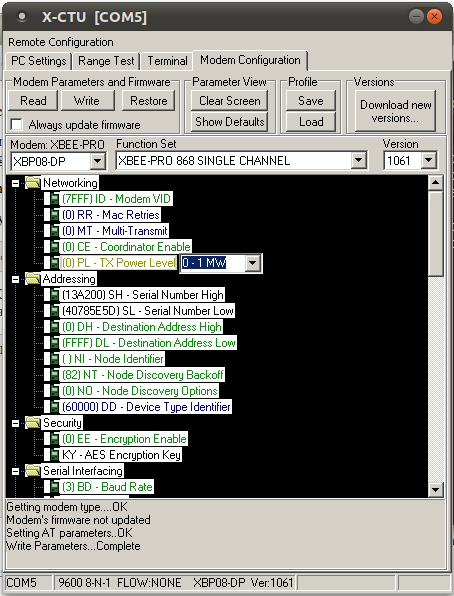 X-CTU [COM5]
Remote Configuration
PC Settings Range Test Terminal Modem Configuration
Modem Parameters and Firmware Parameter View Profile Versions
Read Write Restore Clear Screen Save Download new versions...
Always update firmware Show Defaults Load
Modem: XBEE-PRO Function Set Version
XBP08-DP XBEE-PRO 868 SINGLE CHANNEL 1061
Networking
(7FFF) ID - Modem VID
(0) RR - Mac Retries
(0) MT - Multi-Transmit
(0) CE - Coordinator Enable
(0) PL - TX Power Level 0 - 1 MW
Addressing
(13A200) SH - Serial Number High
(40785E5D) SL - Serial Number Low
(0) DH - Destination Address High
(FFFF) DL - Destination Address Low
( ) NI - Node Identifier
(82) NT - Node Discovery Backoff
(0) NO - Node Discovery Options
(60000) DD - Device Type Identifier
Security
(0) EE - Encryption Enable
KY - AES Encryption Key
Serial Interfacing
(3) BD - Baud Rate
Getting modem type....OK
Modem's firmware not updated
Setting AT parameters..OK
Write Parameters...Complete
COM5 9600 8-N-1 FLOW:NONE XBP08-DP Ver:1061